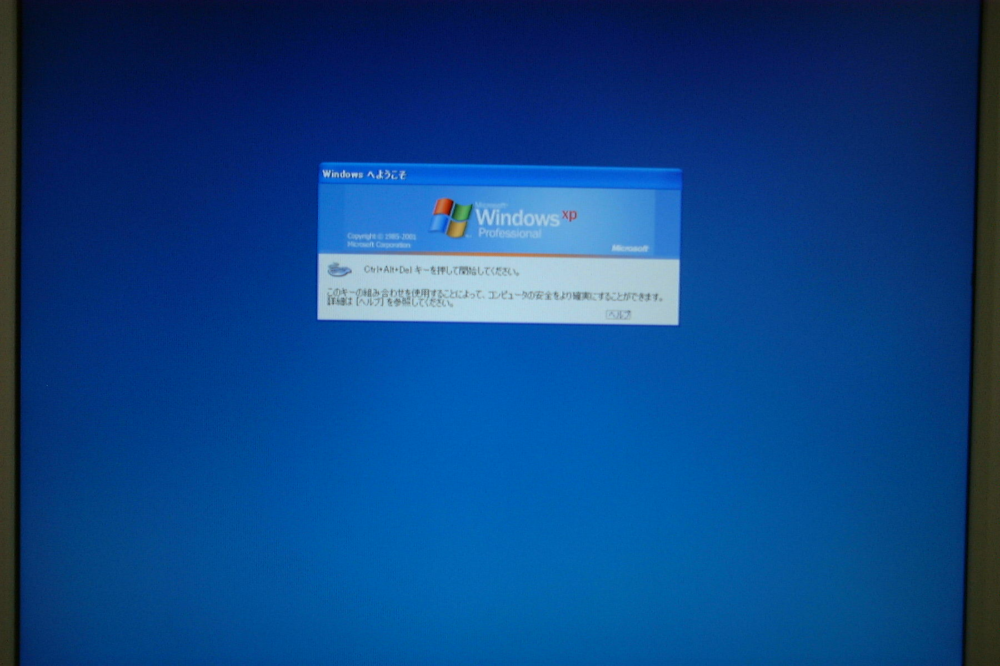 Windows へようこそ
Microsoft
Windows xp
Professional
Copyright © 1985-2001
Microsoft Corporation
Microsoft
Ctrl+Alt+Del キーを押して開始してください。
このキーの組み合わせを使用することによって、コンピュータの安全をより確実にすることができます。
詳細は [ヘルプ] を参照してください。
ヘルプ